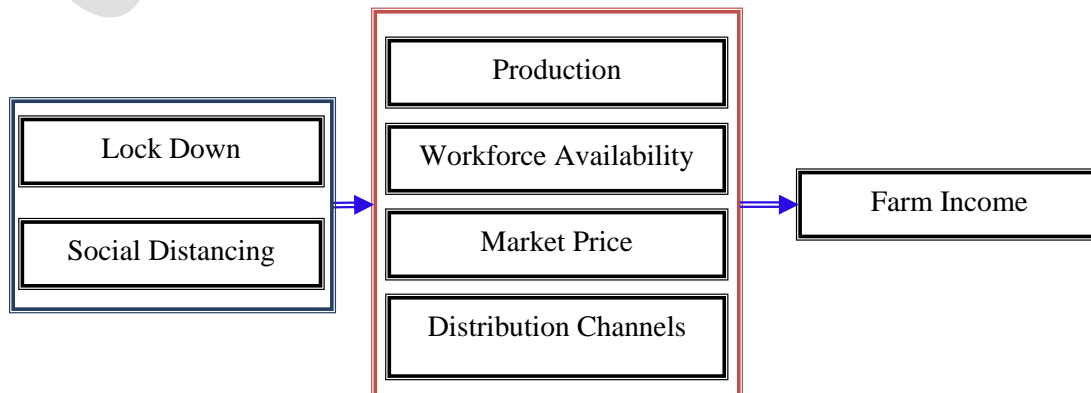 Lock Down
Social Distancing
Production
Workforce Availability
Market Price
Distribution Channels
Farm Income